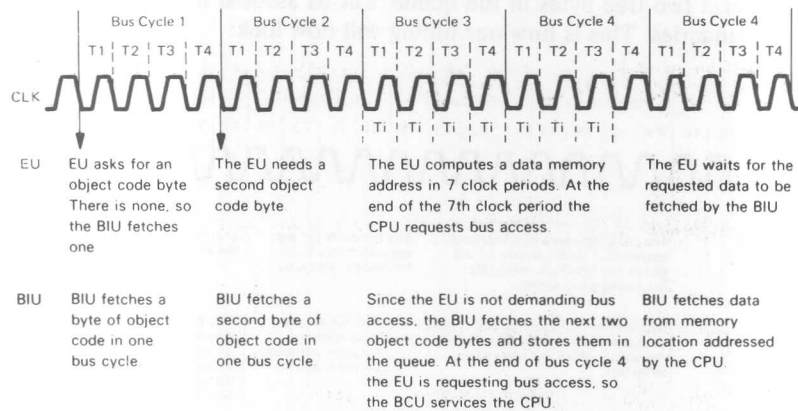 Bus Cycle 1 Bus Cycle 2 Bus Cycle 3 Bus Cycle 4 Bus Cycle 4
T1 T2 T3 T4 T1 T2 T3 T4 T1 T2 T3 T4 T1 T2 T3 T4 T1 T2 T3 T4
CLK
Ti Ti Ti Ti Ti Ti Ti
EU
EU asks for an
object code byte
There is none, so
the BIU fetches
one
The EU needs a
second object
code byte.
The EU computes a data memory
address in 7 clock periods. At the
end of the 7th clock period the
CPU requests bus access.
The EU waits for the
requested data to be
fetched by the BIU
BIU
BIU fetches a
byte of object
code in one
bus cycle.
BIU fetches a
second byte of
object code in
one bus cycle.
Since the EU is not demanding bus
access, the BIU fetches the next two
object code bytes and stores them in
the queue. At the end of bus cycle 4
the EU is requesting bus access, so
the BCU services the CPU.
BIU fetches data
from memory
location addressed
by the CPU.